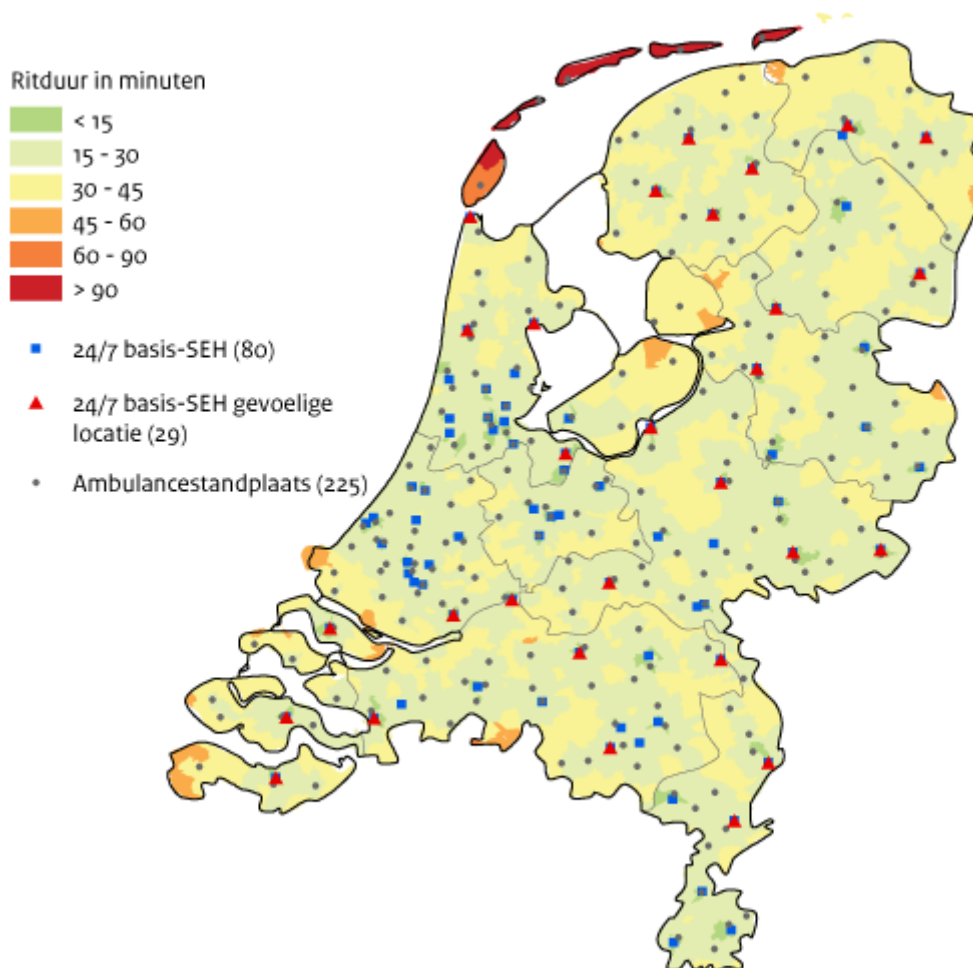 Ritduur in minuten
< 15
15 - 30
30 - 45
45 - 60
60 - 90
> 90
24/7 basis-SEH (80)
24/7 basis-SEH gevoelige
locatie (29)
Ambulancestandplaats (225)